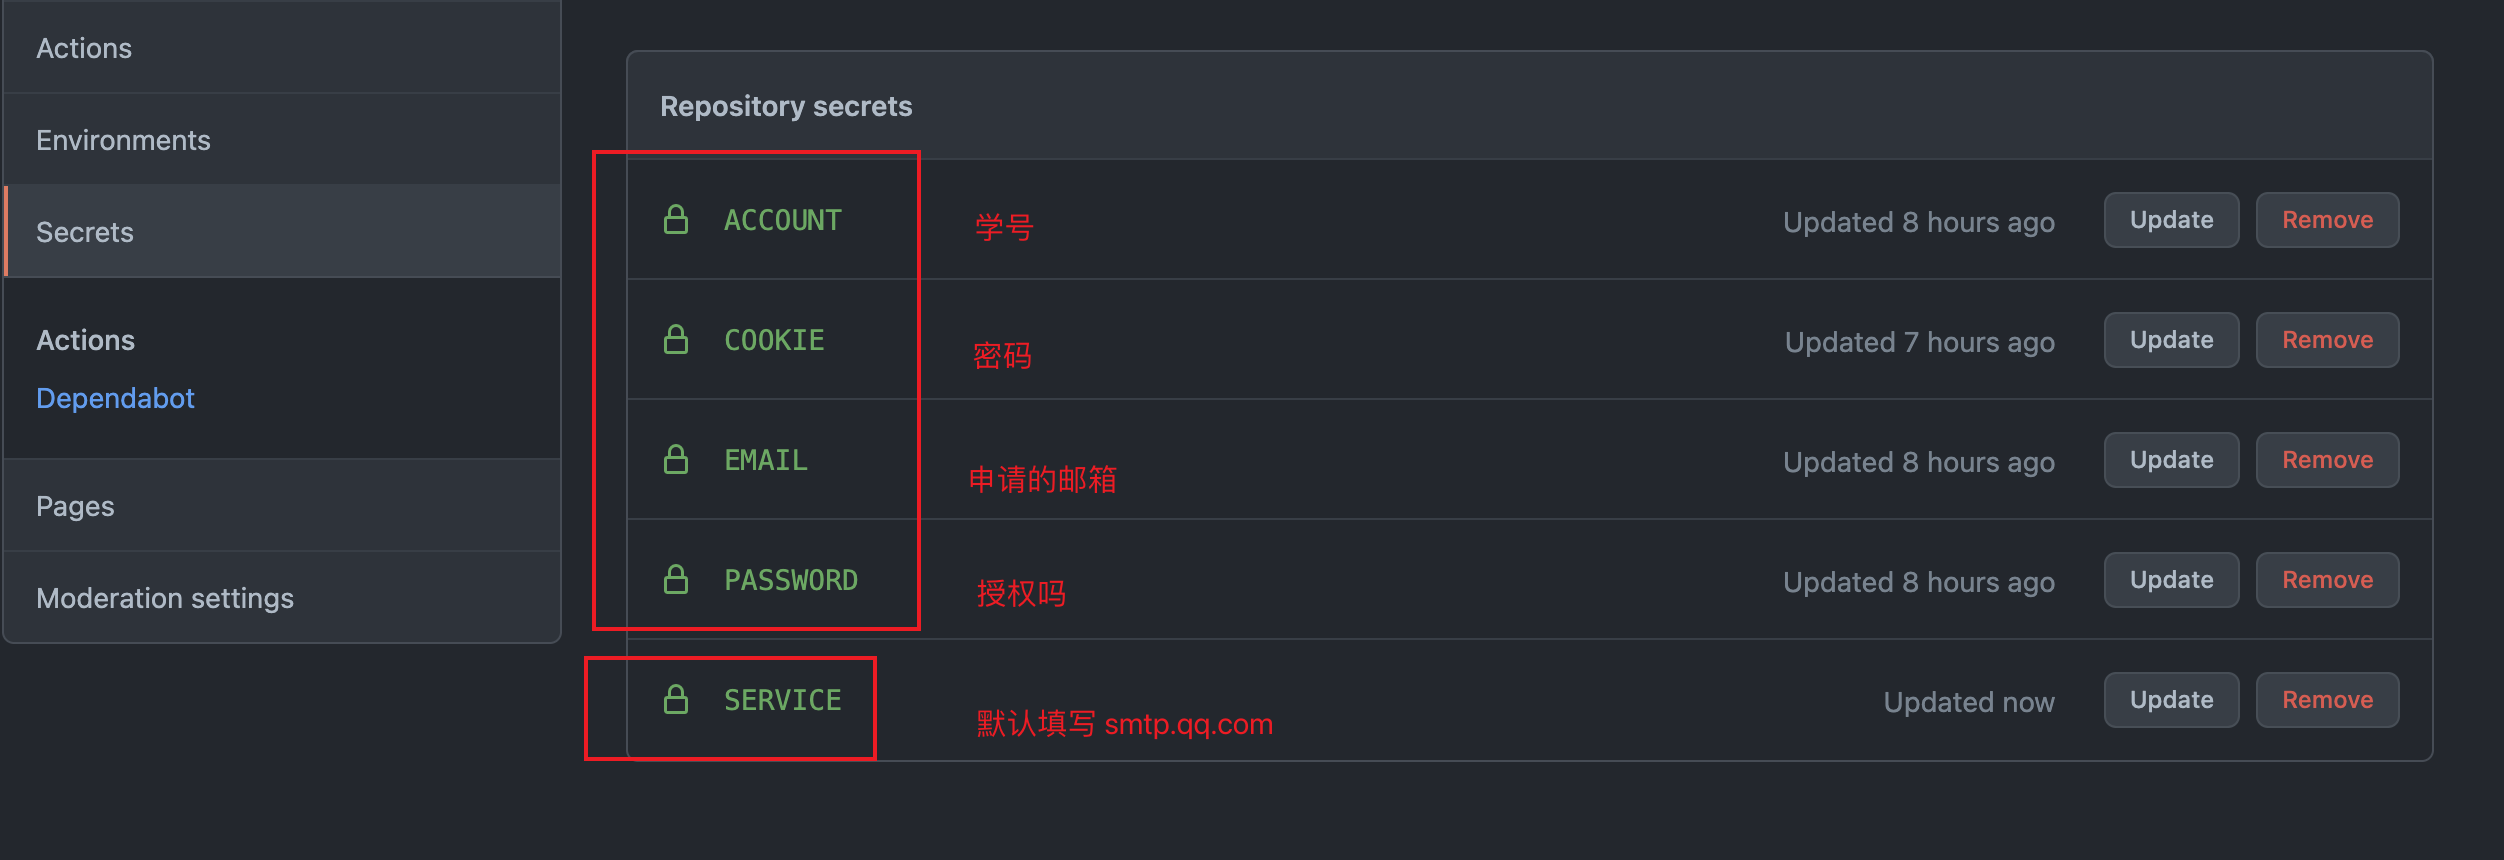 Actions
Environments
Secrets
Actions
Dependabot
Pages
Moderation settings
Repository secrets
ACCOUNT 学号 Updated 8 hours ago Update Remove
COOKIE 密码 Updated 7 hours ago Update Remove
EMAIL 申请的邮箱 Updated 8 hours ago Update Remove
PASSWORD 授权吗 Updated 8 hours ago Update Remove
SERVICE 默认填写 smtp.qq.com Updated now Update Remove